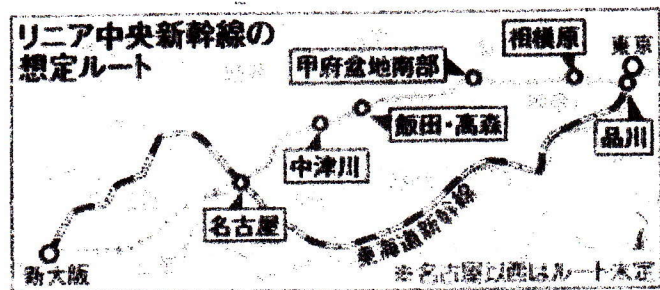 リニア中央新幹線の
想定ルート
甲府盆地南部
相模原
東京
飯田・高森
品川
中津川
名古屋
東海道新幹線
新大阪
※名古屋以西はルート未定